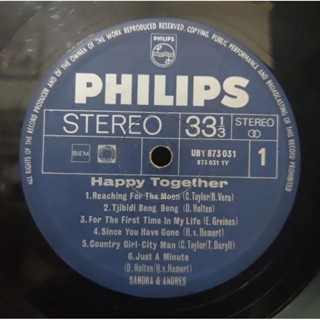 ALL RIGHTS OF THE RECORD PRODUCER AND OF THE OWNER OF THE WORK REPRODUCED RESERVED. COPYING, PUBLIC PERFORMANCE AND BROADCASTING OF THIS RECORD PROHIBITED
PHILIPS
PHILIPS
STEREO 33 1/3 STEREO
BIEM UBY 873 031
873 031 1Y 1
Happy Together
1.Reaching For The Moon (C.Taylor/B.Vera)
2.Tjibidi Beng Beng (D.Holten)
3.For The First Time In My Life (E.Greines)
4.Since You Have Gone (H.v.Hemert)
5.Country Girl-City Man (C.Taylor/T.Daryll)
6.Just A Minute
(D.Holten/H.v.Hemert)
SANDRA & ANDRES